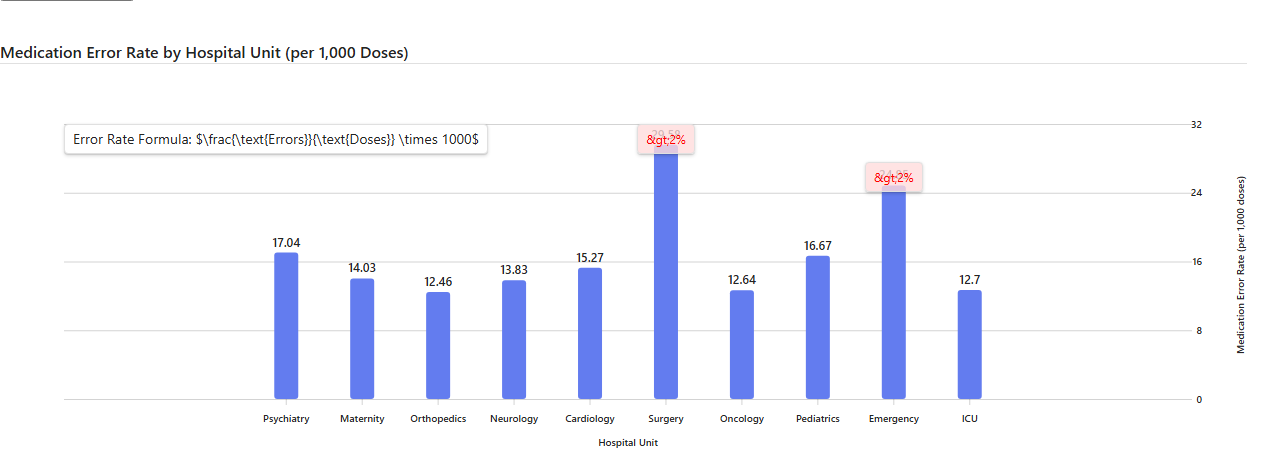 Medication Error Rate by Hospital Unit (per 1,000 Doses)
Error Rate Formula: $\frac{\text{Errors}}{\text{Doses}} \times 1000$
&gt;2%
&gt;2%
32
24
16
8
0
Medication Error Rate (per 1,000 doses)
17.04
14.03
12.46
13.83
15.27
29.58
12.64
16.67
12.7
Psychiatry
Maternity
Orthopedics
Neurology
Cardiology
Surgery
Oncology
Pediatrics
Emergency
ICU
Hospital Unit